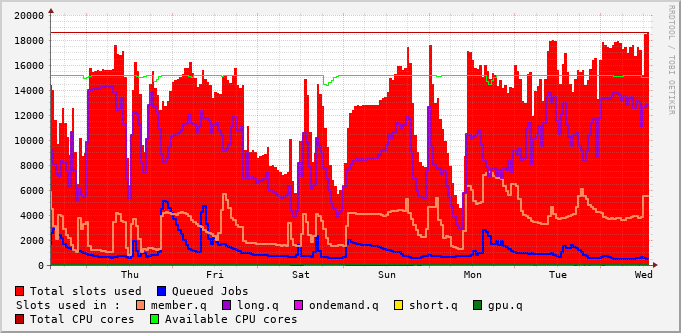 20000
18000
16000
14000
12000
10000
8000
6000
4000
2000
0
Thu Fri Sat Sun Mon Tue Wed
RRDTOOL / TOBI OETIKER
Total slots used Queued Jobs
Slots used in : member.q long.q ondemand.q short.q gpu.q
Total CPU cores Available CPU cores